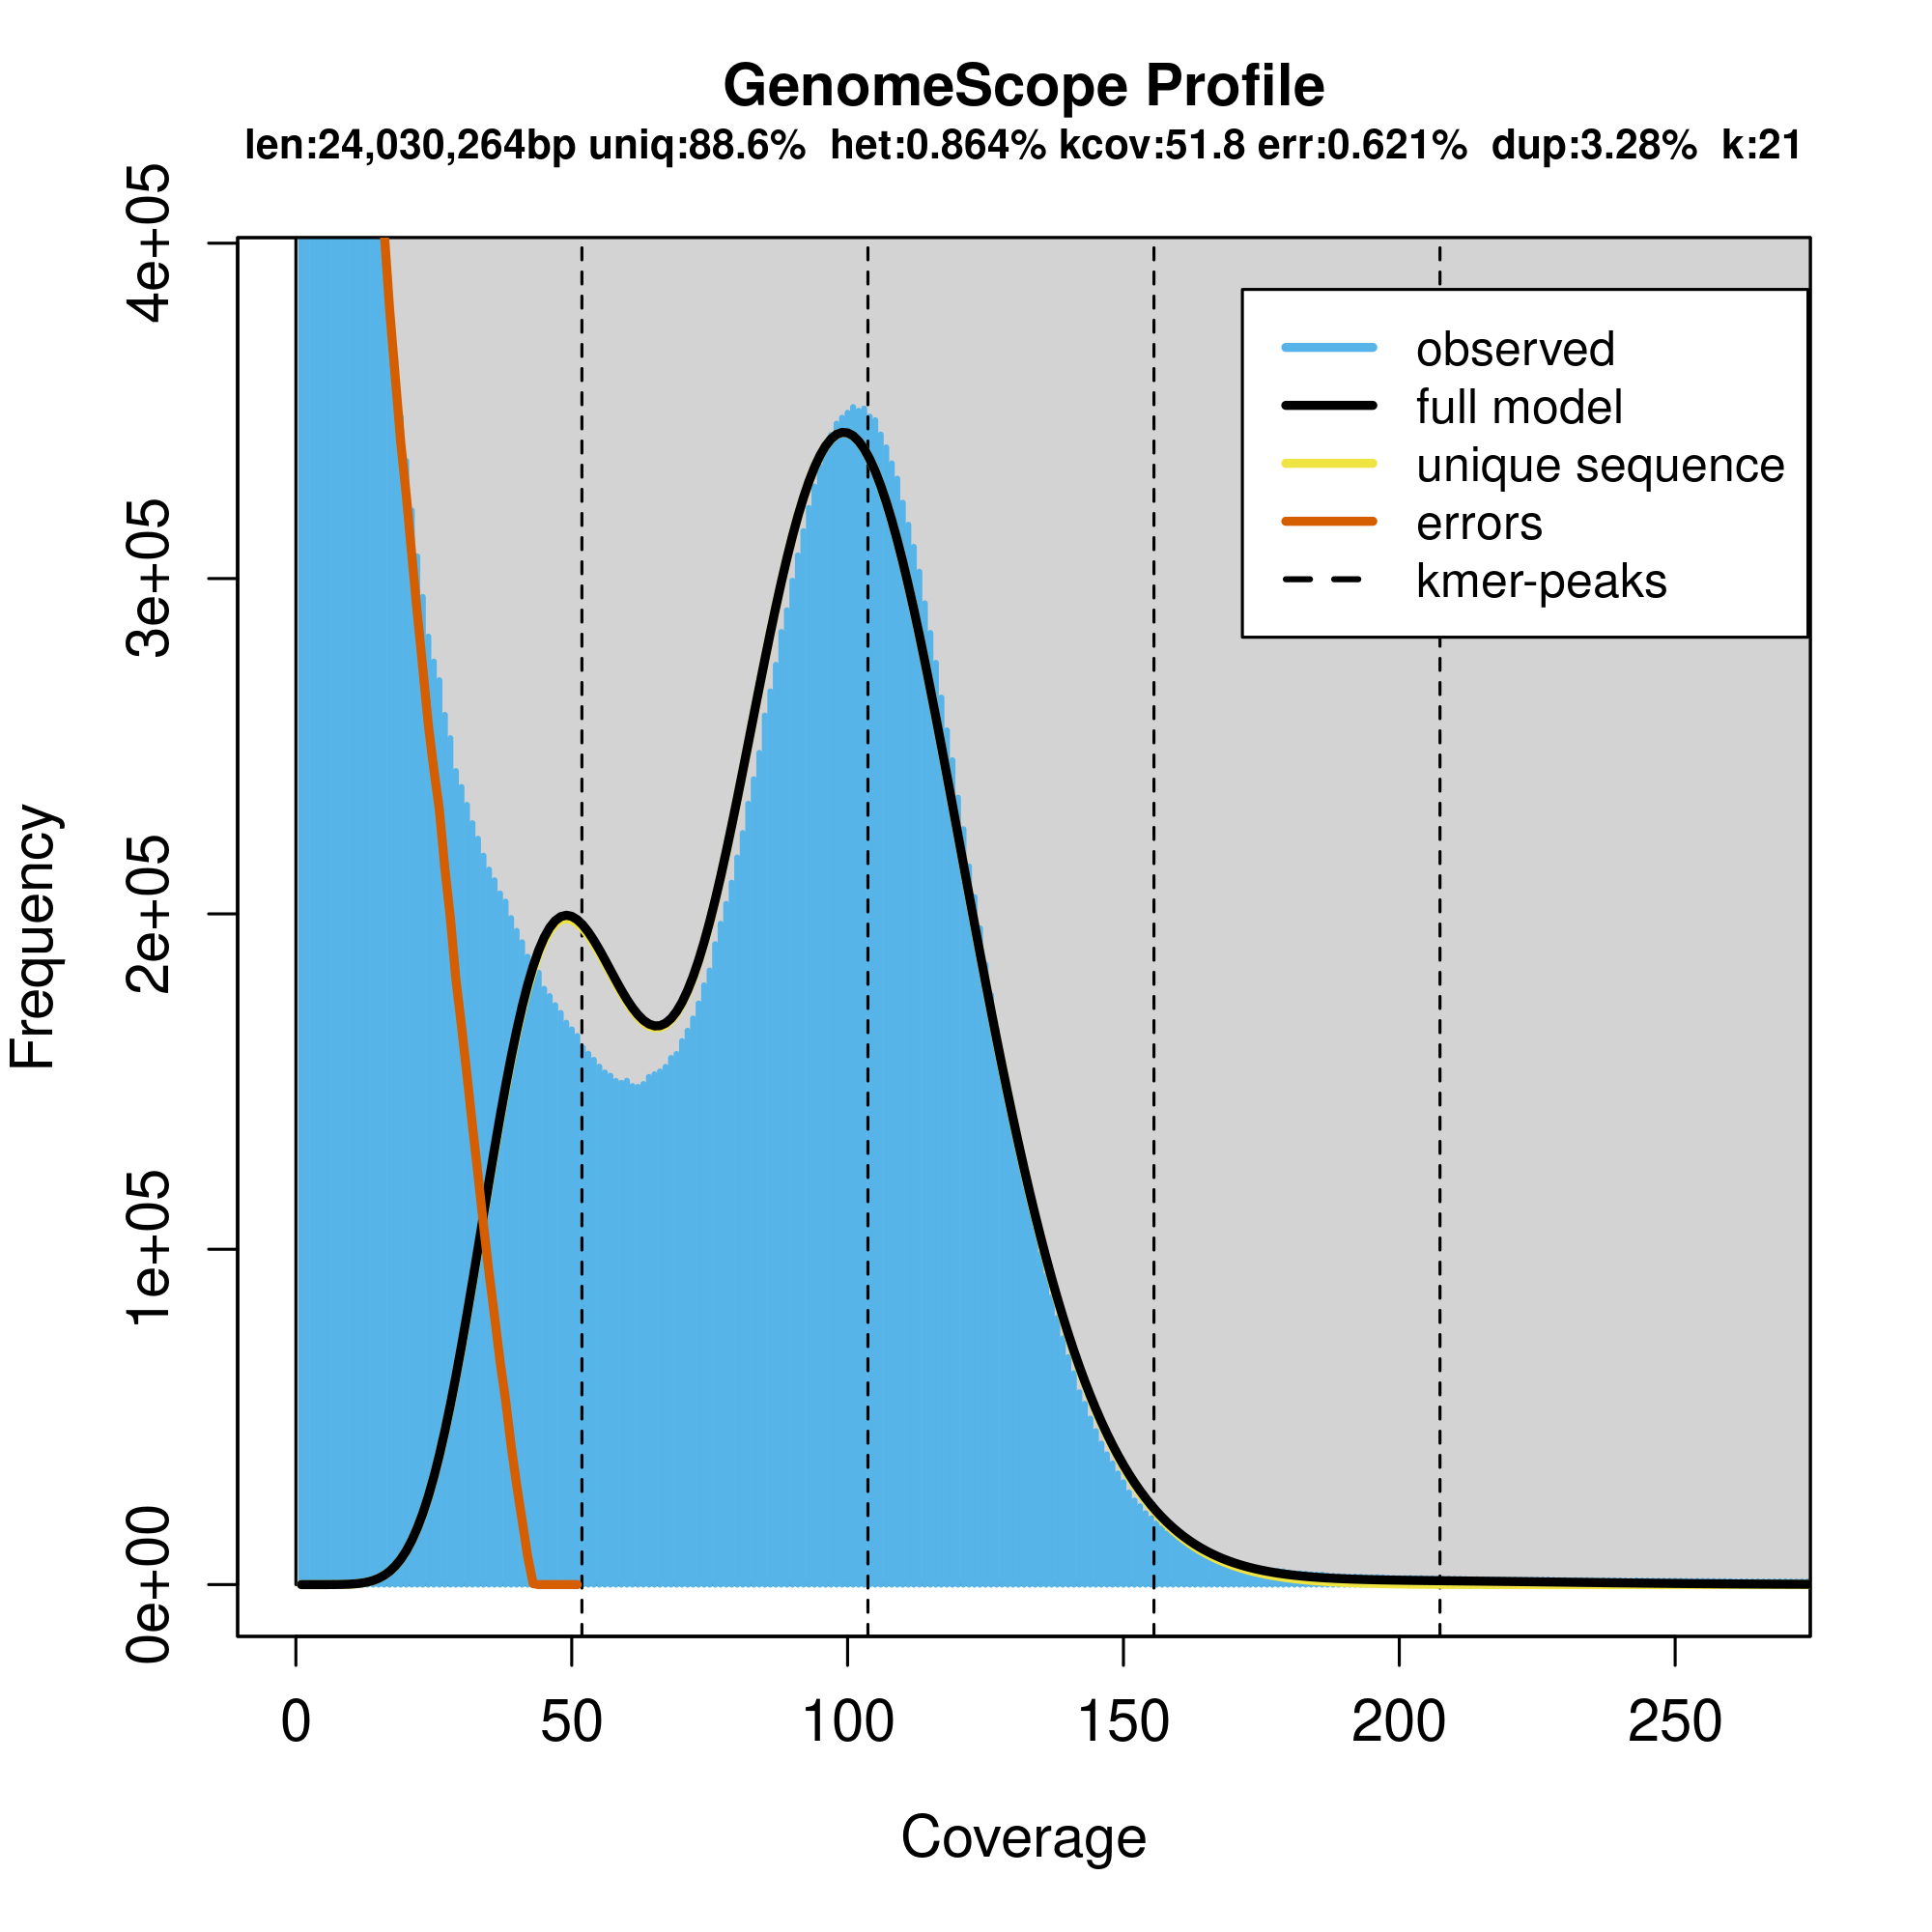 GenomeScope Profile
len:24,030,264bp uniq:88.6% het:0.864% kcov:51.8 err:0.621% dup:3.28% k:21
4e+05
3e+05
2e+05
1e+05
0e+00
Frequency
observed
full model
unique sequence
errors
kmer-peaks
0 50 100 150 200 250
Coverage